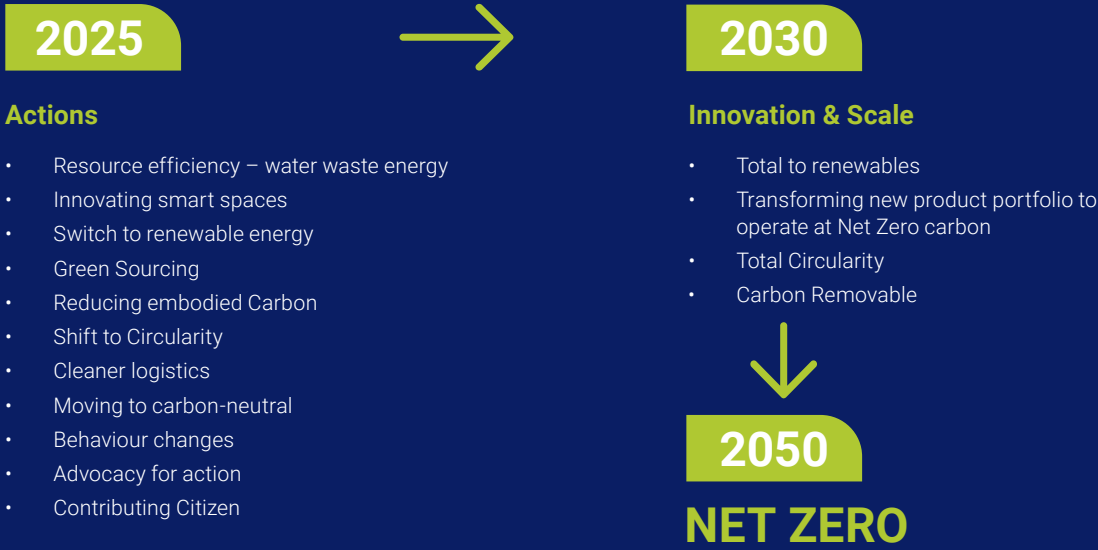 2025
Actions
• Resource efficiency – water waste energy
• Innovating smart spaces
• Switch to renewable energy
• Green Sourcing
• Reducing embodied Carbon
• Shift to Circularity
• Cleaner logistics
• Moving to carbon-neutral
• Behaviour changes
• Advocacy for action
• Contributing Citizen
2030
Innovation & Scale
• Total to renewables
• Transforming new product portfolio to
operate at Net Zero carbon
• Total Circularity
• Carbon Removable
2050
NET ZERO